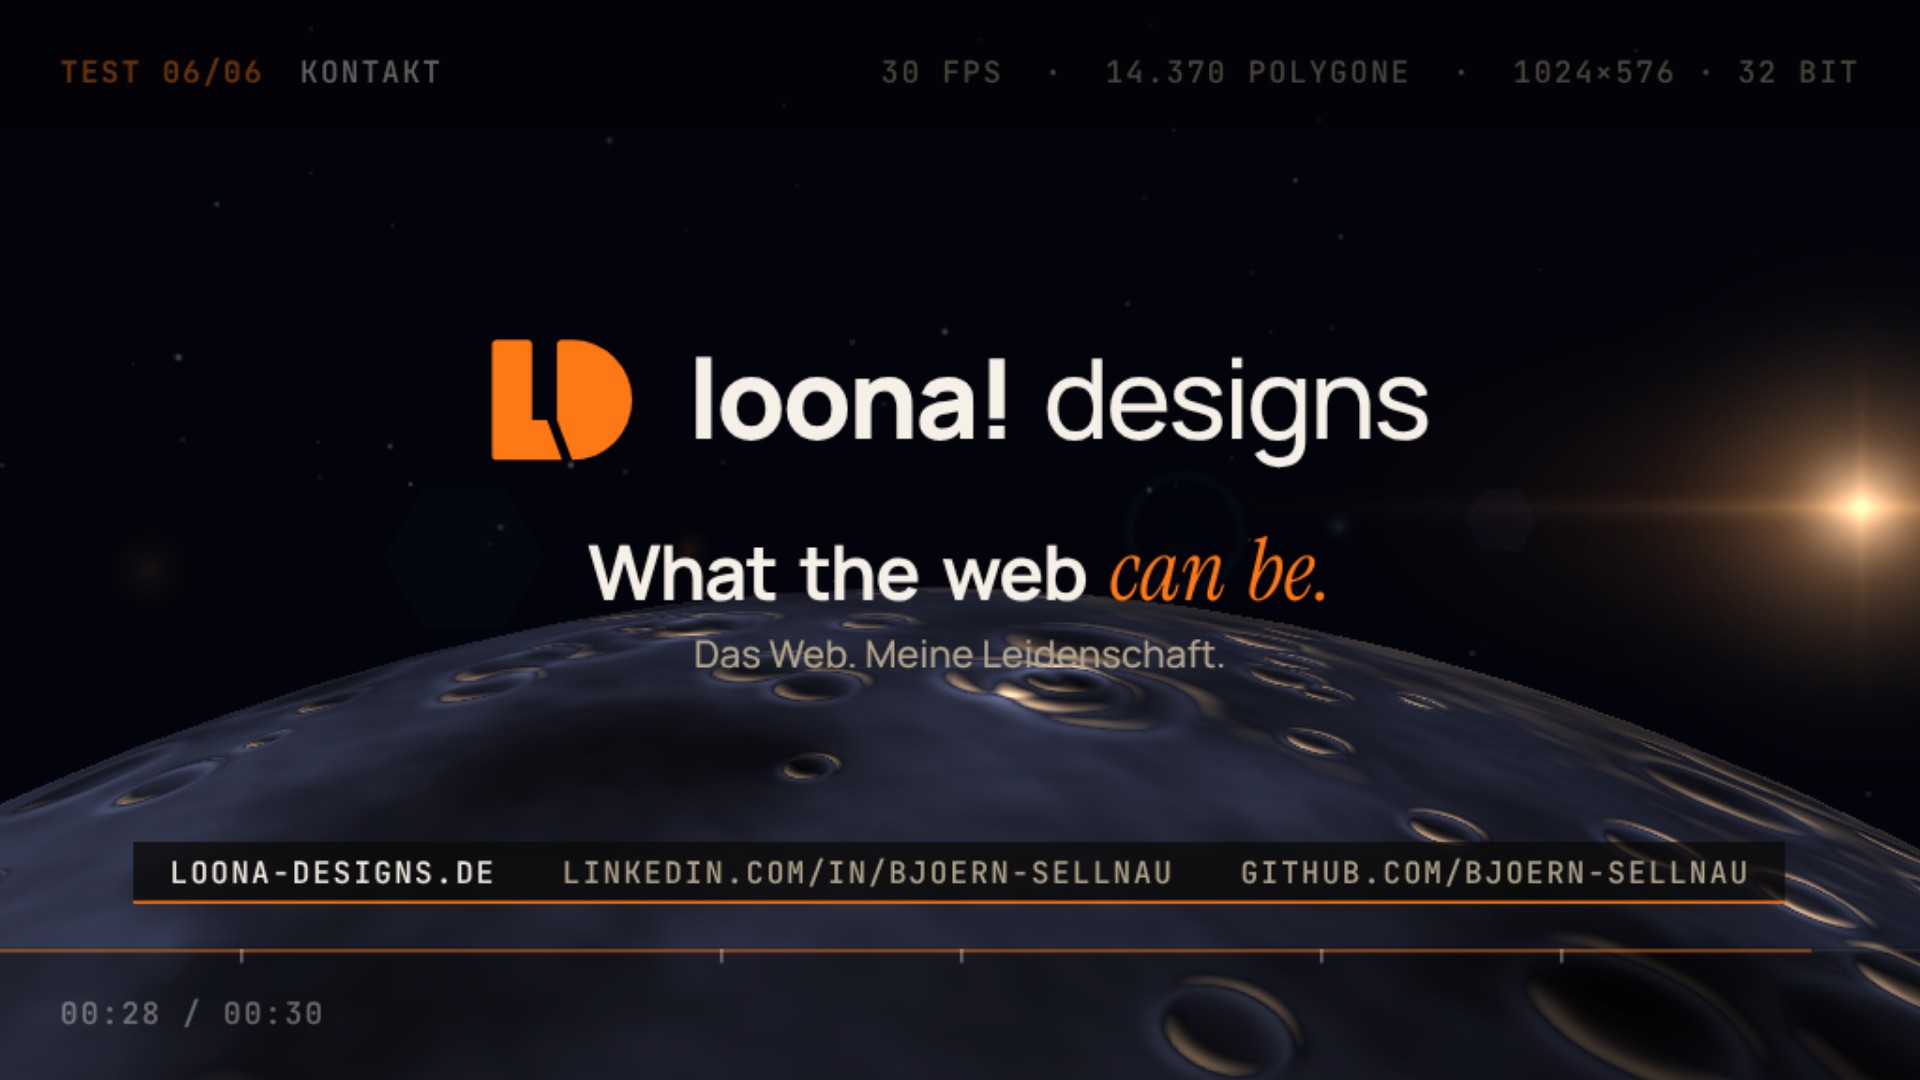 TEST 06/06 KONTAKT 30 FPS · 14.370 POLYGONE · 1024×576 · 32 BIT
LD loona! designs
What the web can be.
Das Web. Meine Leidenschaft.
LOONA-DESIGNS.DE LINKEDIN.COM/IN/BJOERN-SELLNAU GITHUB.COM/BJOERN-SELLNAU
00:28 / 00:30